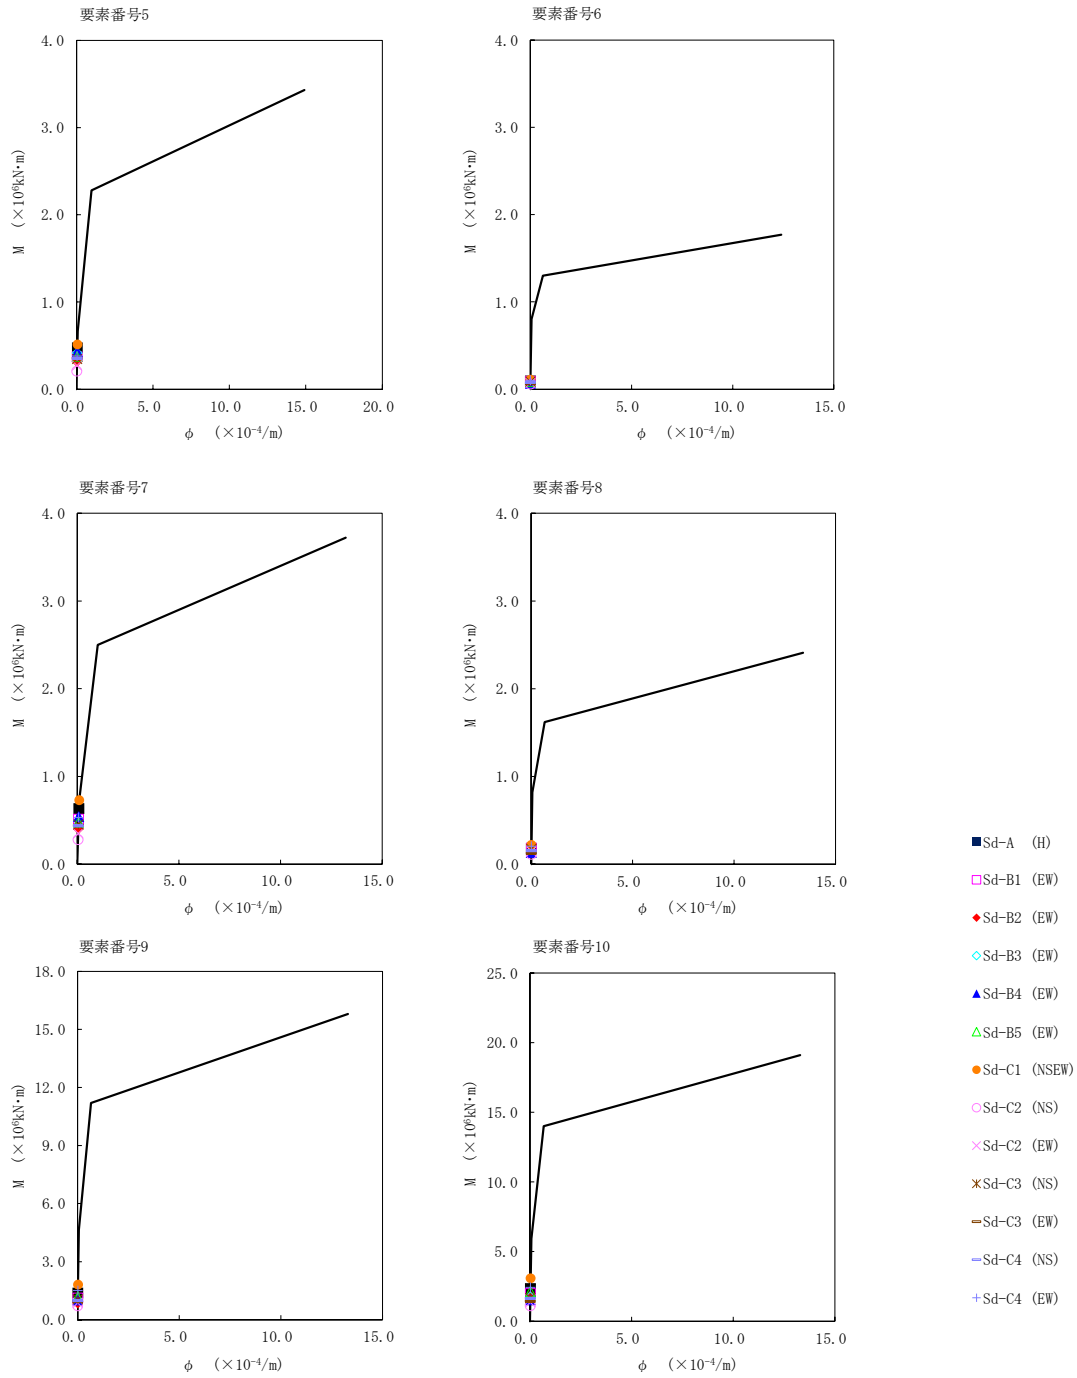 要素番号5
4.0
3.0
2.0
1.0
0.0
M (×10⁶kN･m)
0.0 5.0 10.0 15.0 20.0
φ (×10⁻⁴/m)
要素番号6
4.0
3.0
2.0
1.0
0.0
M (×10⁶kN･m)
0.0 5.0 10.0 15.0
φ (×10⁻⁴/m)
要素番号7
4.0
3.0
2.0
1.0
0.0
M (×10⁶kN･m)
0.0 5.0 10.0 15.0
φ (×10⁻⁴/m)
要素番号8
4.0
3.0
2.0
1.0
0.0
M (×10⁶kN･m)
0.0 5.0 10.0 15.0
φ (×10⁻⁴/m)
要素番号9
18.0
15.0
12.0
9.0
6.0
3.0
0.0
M (×10⁶kN･m)
0.0 5.0 10.0 15.0
φ (×10⁻⁴/m)
要素番号10
25.0
20.0
15.0
10.0
5.0
0.0
M (×10⁶kN･m)
0.0 5.0 10.0 15.0
φ (×10⁻⁴/m)
Sd-A (H)
Sd-B1 (EW)
Sd-B2 (EW)
Sd-B3 (EW)
Sd-B4 (EW)
Sd-B5 (EW)
Sd-C1 (NSEW)
Sd-C2 (NS)
Sd-C2 (EW)
Sd-C3 (NS)
Sd-C3 (EW)
Sd-C4 (NS)
Sd-C4 (EW)